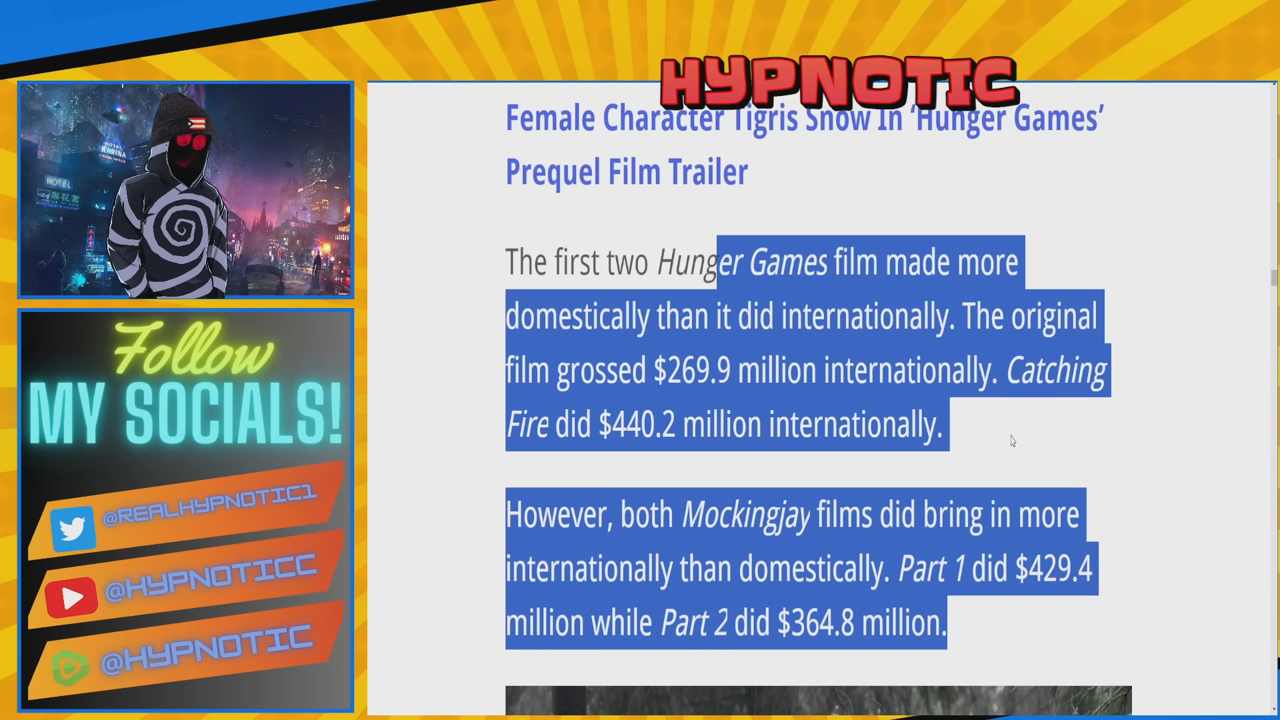 HYPNOTIC
Female Character Tigris Snow In ‘Hunger Games’
Prequel Film Trailer
The first two Hunger Games film made more
domestically than it did internationally. The original
film grossed $269.9 million internationally. Catching
Fire did $440.2 million internationally.
However, both Mockingjay films did bring in more
internationally than domestically. Part 1 did $429.4
million while Part 2 did $364.8 million.
Follow
MY SOCIALS!
@REALHYPNOTIC1
@HYPNOTICC
@HYPNOTIC
HOTEL